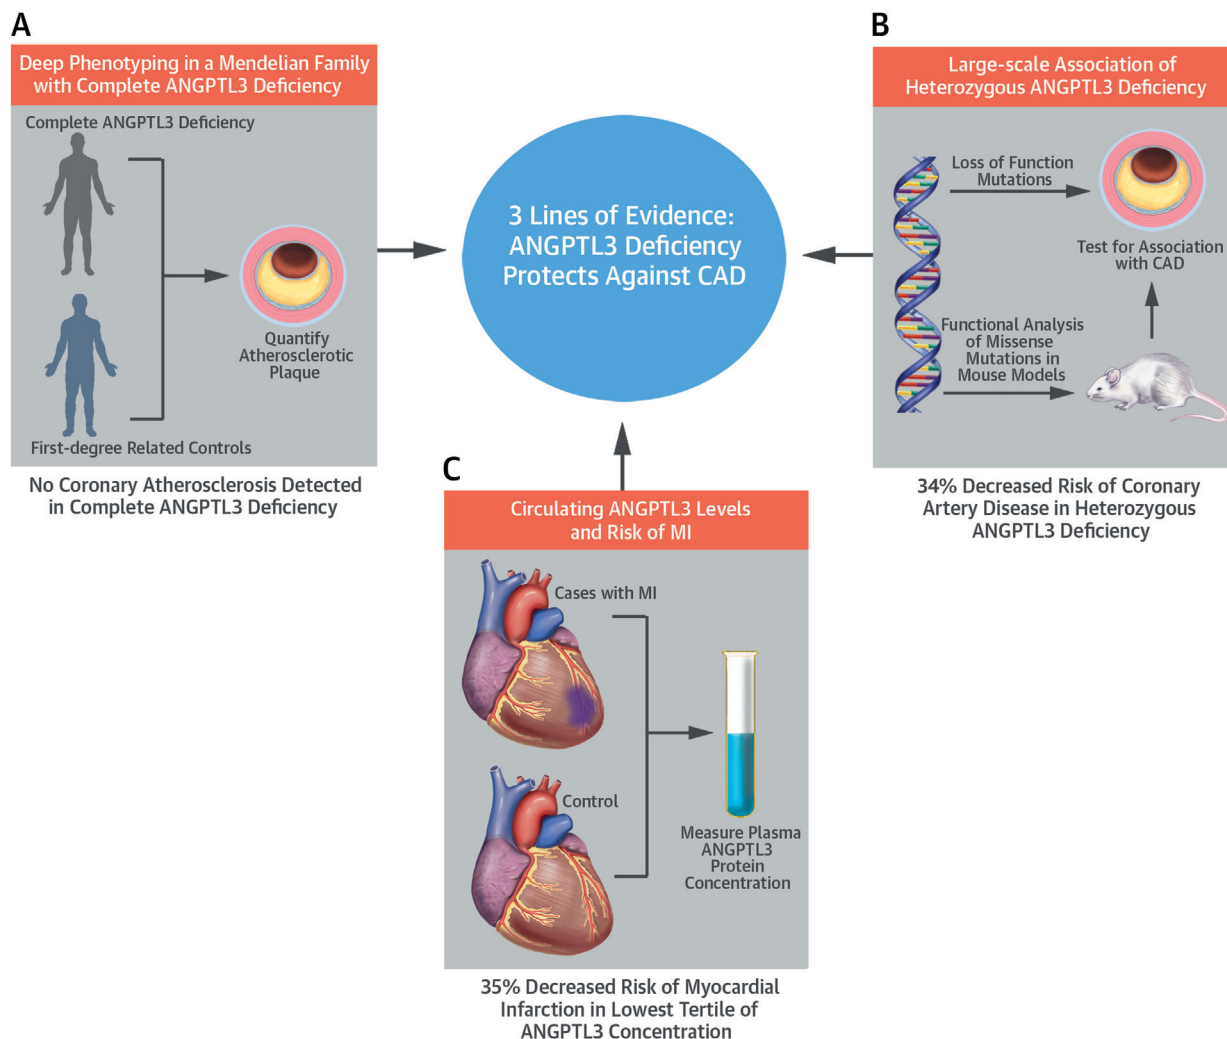 A
Deep Phenotyping in a Mendelian Family
with Complete ANGPTL3 Deficiency
Complete ANGPTL3 Deficiency
Quantify
Atherosclerotic
Plaque
First-degree Related Controls
No Coronary Atherosclerosis Detected
in Complete ANGPTL3 Deficiency
3 Lines of Evidence:
ANGPTL3 Deficiency
Protects Against CAD
B
Large-scale Association of
Heterozygous ANGPTL3 Deficiency
Loss of Function
Mutations
Test for Association
with CAD
Functional Analysis
of Missense
Mutations in
Mouse Models
34% Decreased Risk of Coronary
Artery Disease in Heterozygous
ANGPTL3 Deficiency
C
Circulating ANGPTL3 Levels
and Risk of MI
Cases with MI
Control
Measure Plasma
ANGPTL3
Protein
Concentration
35% Decreased Risk of Myocardial
Infarction in Lowest Tertile of
ANGPTL3 Concentration